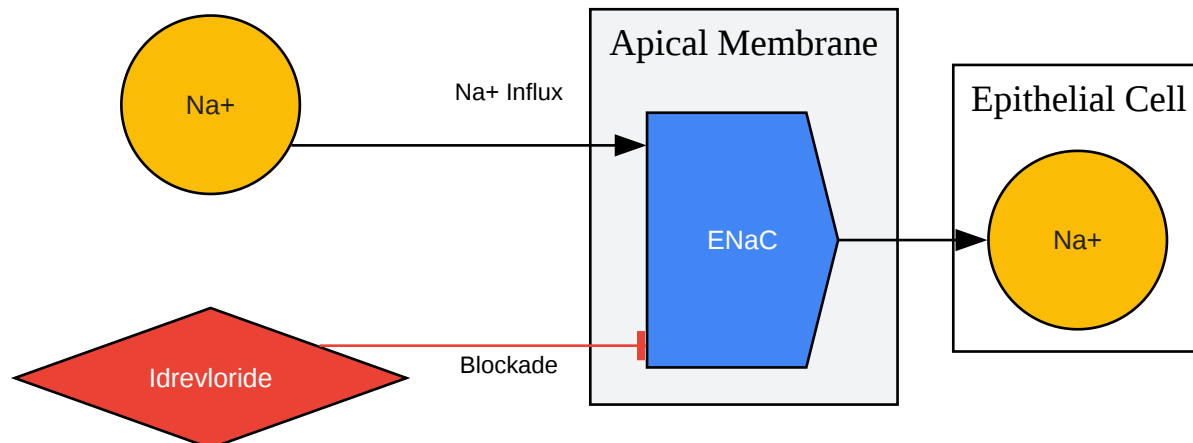 Apical Membrane
Na+
Na+ Influx
Epithelial Cell
ENaC
Na+
Idrevloride
Blockade